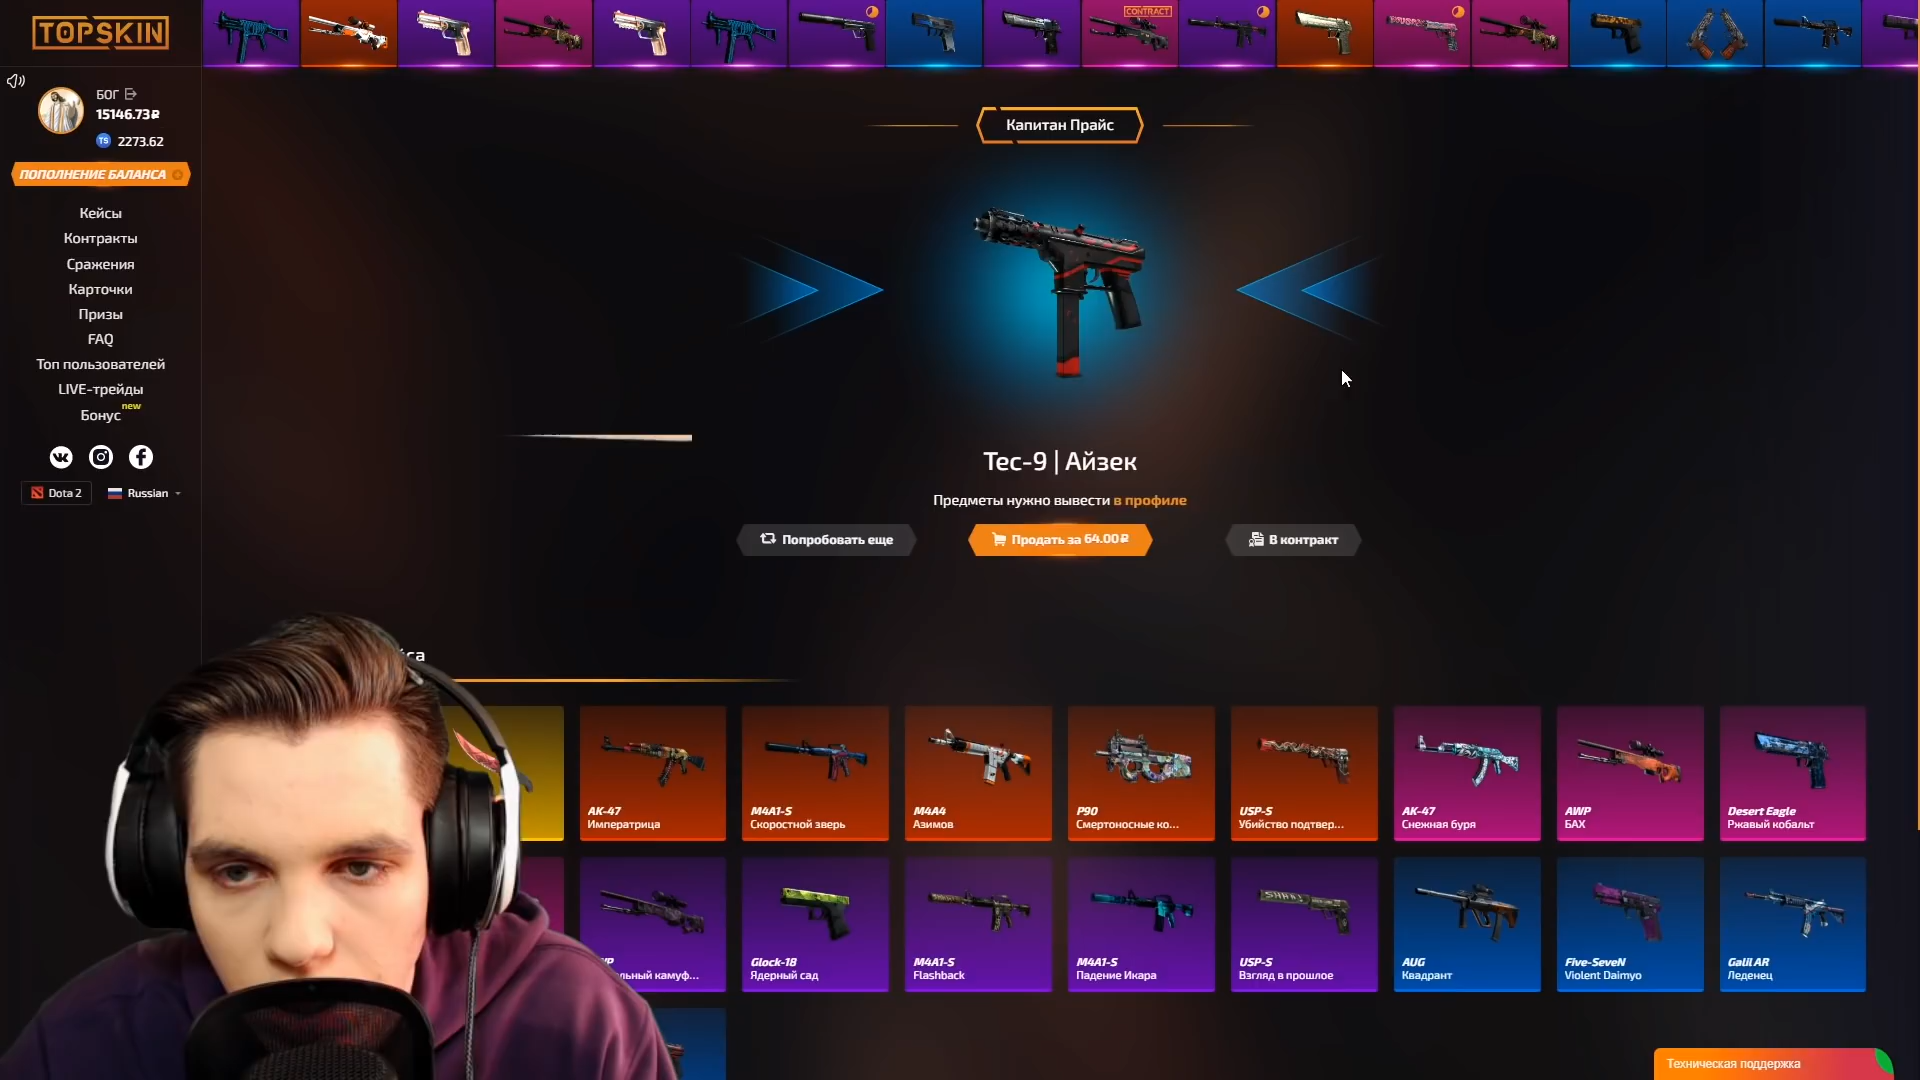 TOPSKIN
CONTRACT
БОГ
15146.73₽
TS 2273.62
ПОПОЛНЕНИЕ БАЛАНСА
Кейсы
Контракты
Сражения
Карточки
Призы
FAQ
Топ пользователей
LIVE-трейды
Бонус new
Dota 2
Russian
Капитан Прайс
Tec-9 | Айзек
Предметы нужно вывести в профиле
Попробовать еще
Продать за 64.00₽
В контракт
са
AK-47
Императрица
M4A1-S
Скоростной зверь
M4A4
Азимов
P90
Смертоносные ко...
USP-S
Убийство подтвер...
AK-47
Снежная буря
AWP
БАХ
Desert Eagle
Ржавый кобальт
льный камуф...
Glock-18
Ядерный сад
M4A1-S
Flashback
M4A1-S
Падение Икара
USP-S
Взгляд в прошлое
AUG
Квадрант
Five-SeveN
Violent Daimyo
Galil AR
Леденец
Техническая поддержка